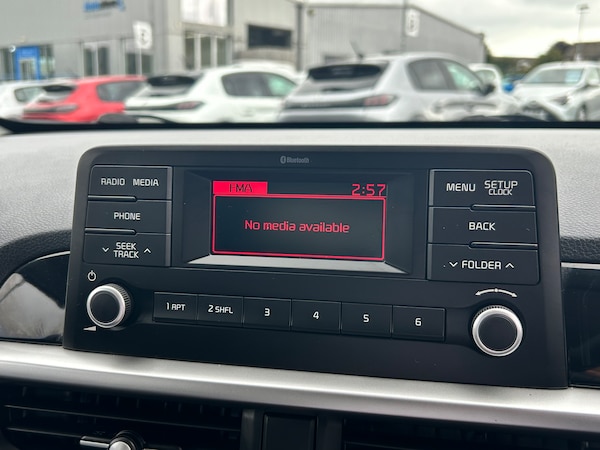 Bluetooth
RADIO MEDIA
PHONE
SEEK
TRACK
2:57
No media available
MENU SETUP
CLOCK
BACK
FOLDER
1 APT 2 SHFL 3 4 5 6